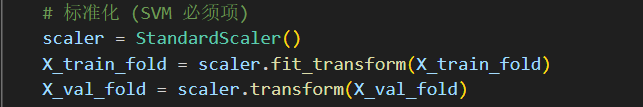 # 标准化 (SVM 必须项)
scaler = StandardScaler()
X_train_fold = scaler.fit_transform(X_train_fold)
X_val_fold = scaler.transform(X_val_fold)